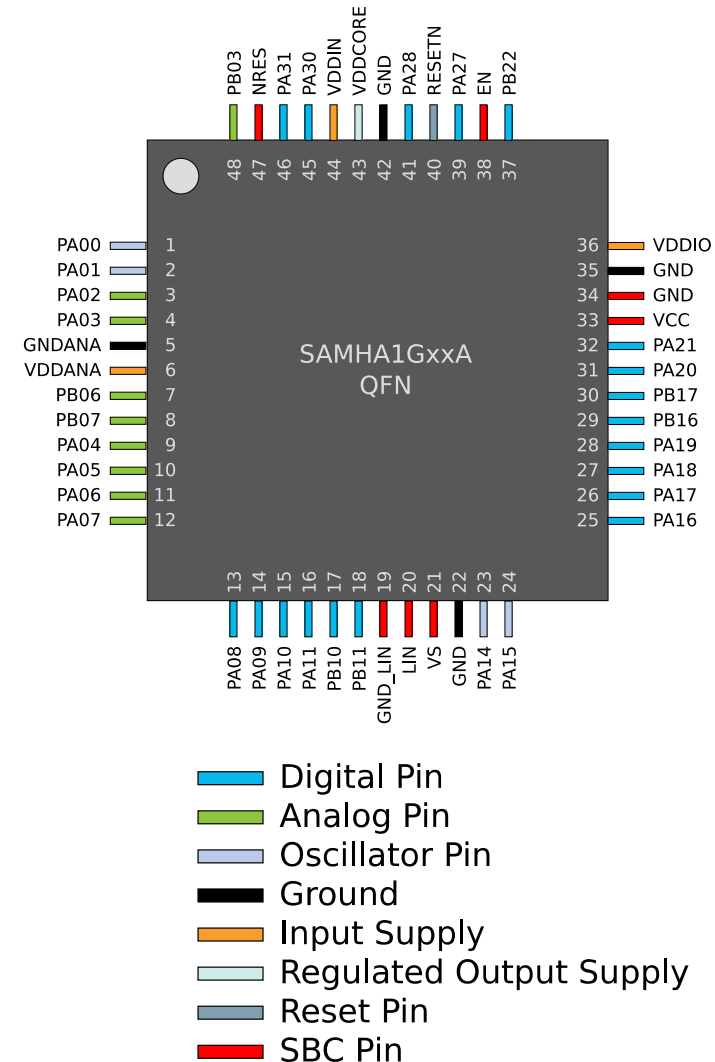 PB03
NRES
PA31
PA30
VDDIN
VDDCORE
GND
PA28
RESETN
PA27
EN
PB22
48 47 46 45 44 43 42 41 40 39 38 37
PA00 1
PA01 2
PA02 3
PA03 4
GNDANA 5
VDDANA 6
PB06 7
PB07 8
PA04 9
PA05 10
PA06 11
PA07 12
SAMHA1GxxA
QFN
36 VDDIO
35 GND
34 GND
33 VCC
32 PA21
31 PA20
30 PB17
29 PB16
28 PA19
27 PA18
26 PA17
25 PA16
13 14 15 16 17 18 19 20 21 22 23 24
PA08
PA09
PA10
PA11
PB10
PB11
GND_LIN
LIN
VS
GND
PA14
PA15
Digital Pin
Analog Pin
Oscillator Pin
Ground
Input Supply
Regulated Output Supply
Reset Pin
SBC Pin